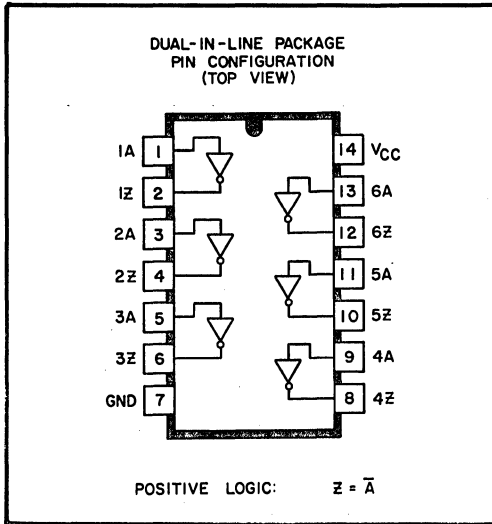 DUAL-IN-LINE PACKAGE
PIN CONFIGURATION
(TOP VIEW)
1A 1 14 VCC
1Z 2 13 6A
2A 3 12 6Z
2Z 4 11 5A
3A 5 10 5Z
3Z 6 9 4A
GND 7 8 4Z
POSITIVE LOGIC: Z = A̅